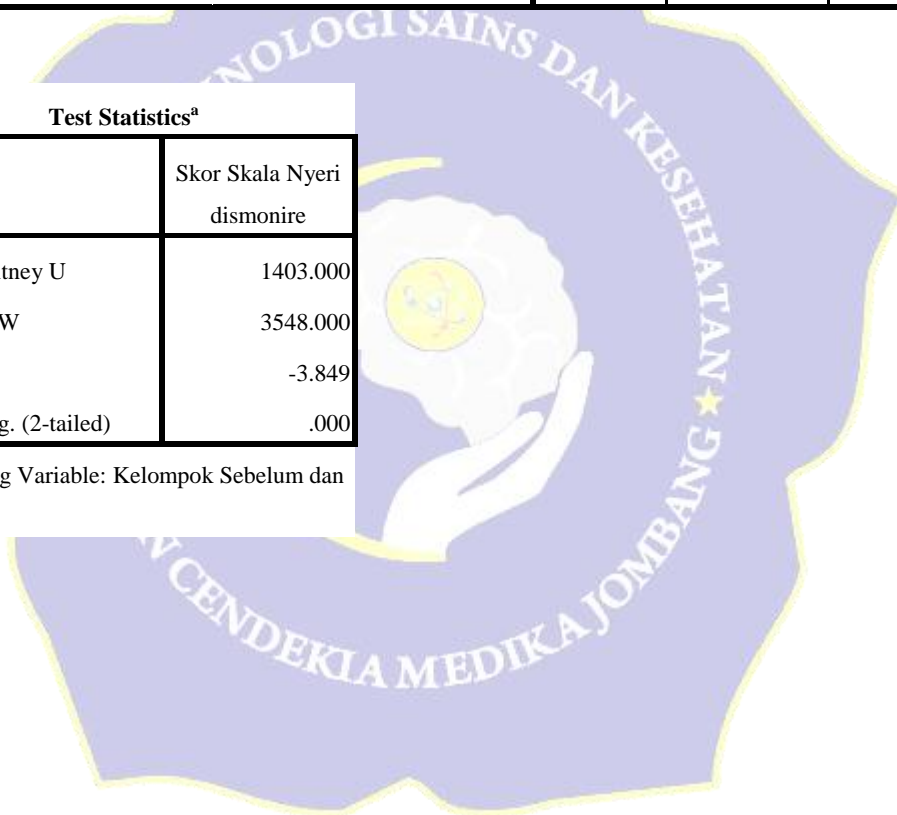 NOLOGI SAINS DAN KESEHATAN
Test Statisticsᵃ
Skor Skala Nyeri
dismonire
tney U 1403.000
W 3548.000
-3.849
g. (2-tailed) .000
g Variable: Kelompok Sebelum dan
N CENDEKIA MEDIKA JOMBANG